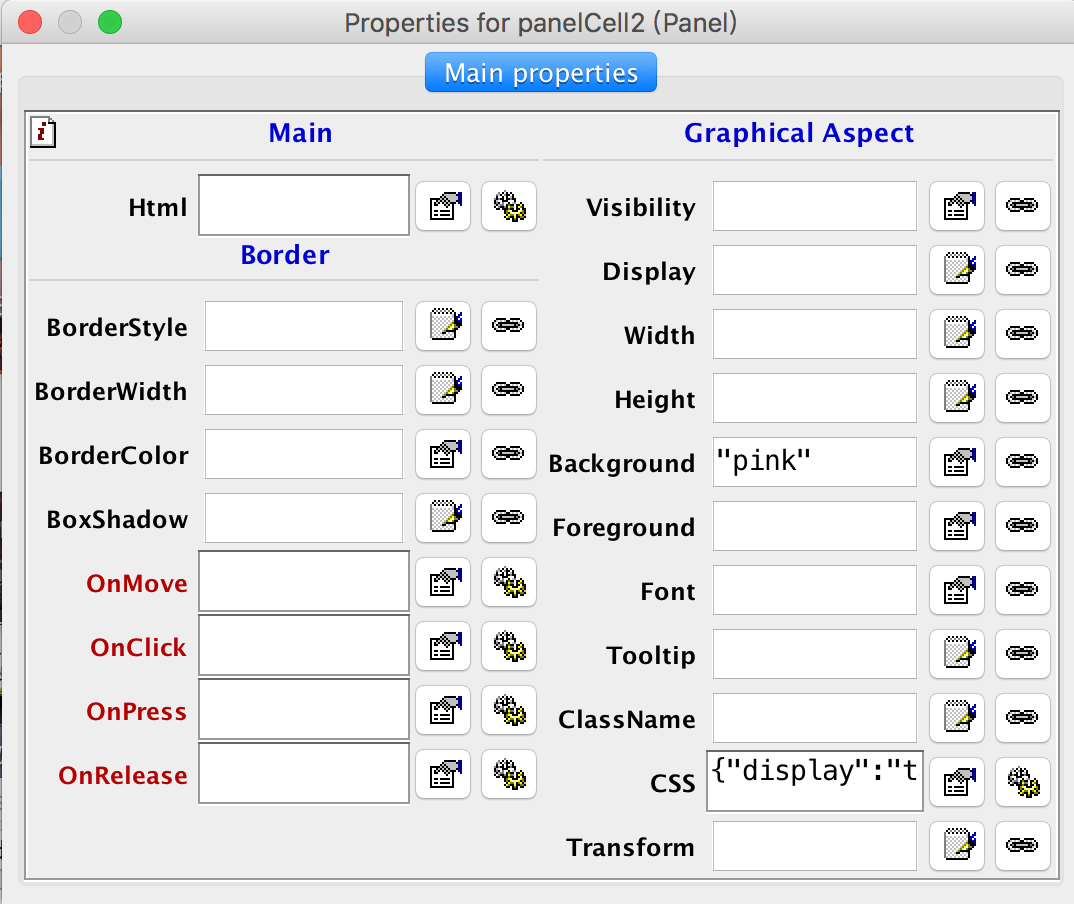 Properties for panelCell2 (Panel)
Main properties
Main
Html
Border
BorderStyle
BorderWidth
BorderColor
BoxShadow
OnMove
OnClick
OnPress
OnRelease
Graphical Aspect
Visibility
Display
Width
Height
Background "pink"
Foreground
Font
Tooltip
ClassName
CSS {"display":"t
Transform